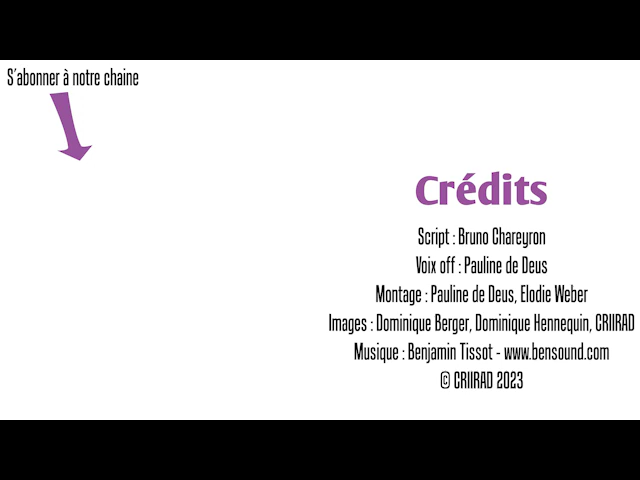 S'abonner à notre chaine
Crédits
Script : Bruno Chareyron
Voix off : Pauline de Deus
Montage : Pauline de Deus, Elodie Weber
Images : Dominique Berger, Dominique Hennequin, CRIIRAD
Musique : Benjamin Tissot - www.bensound.com
© CRIIRAD 2023